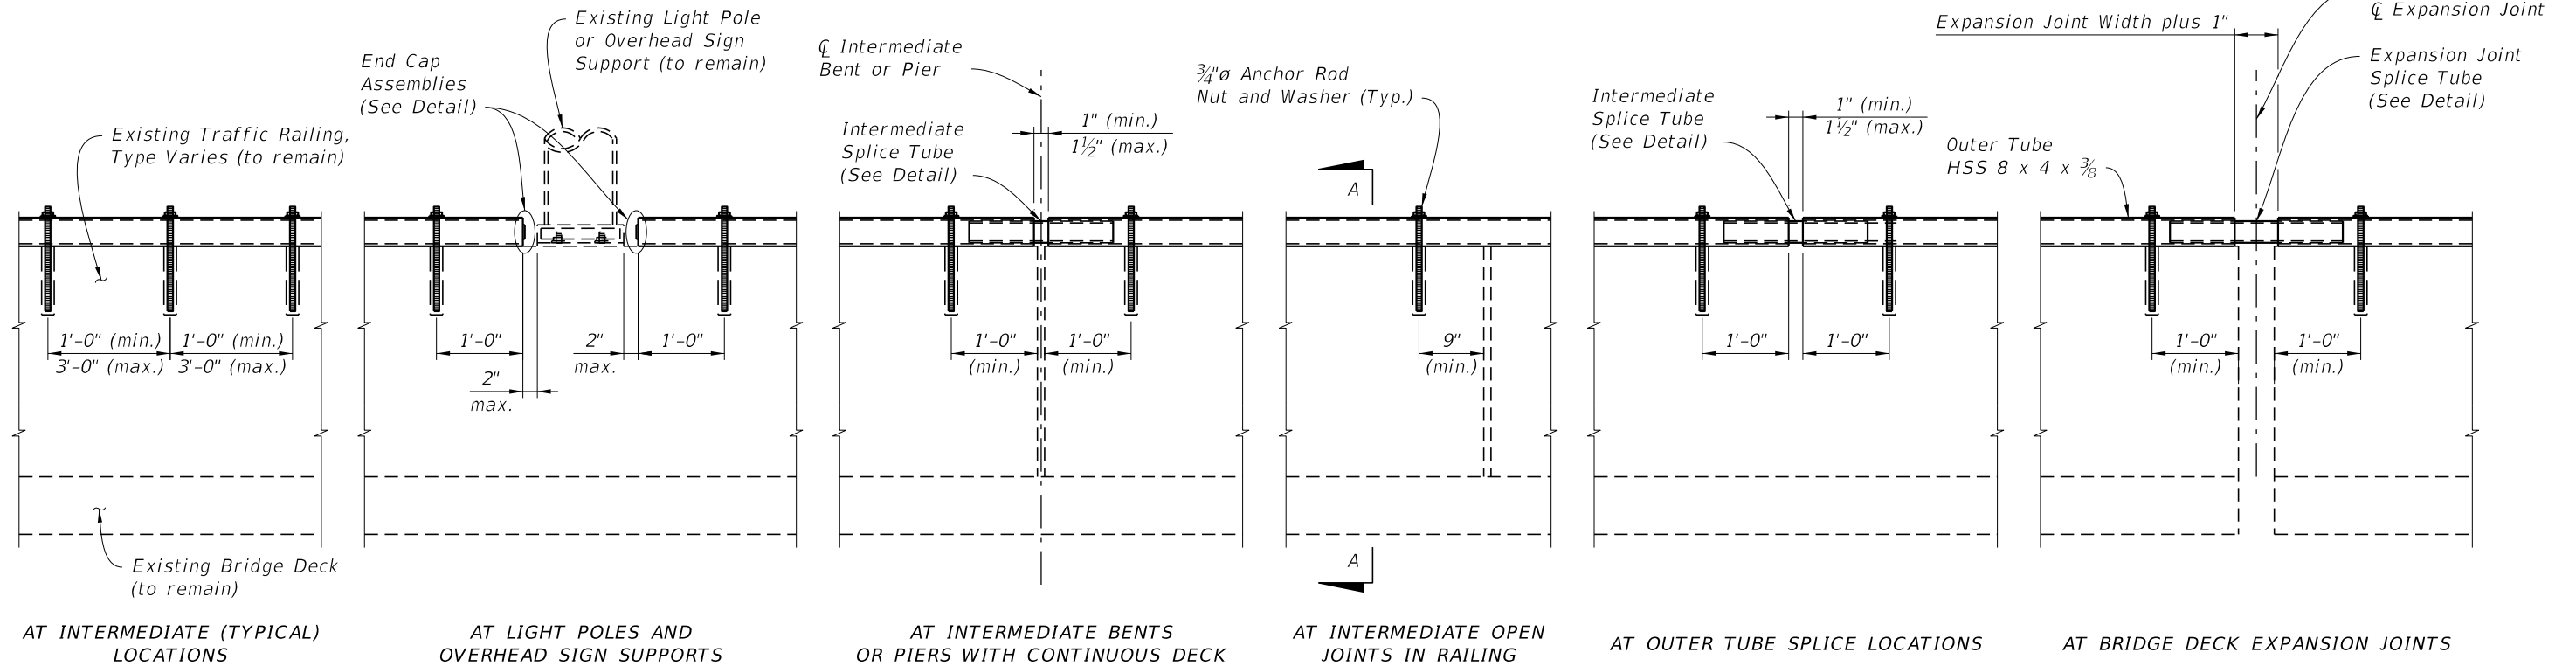 Existing Traffic Railing,
Type Varies (to remain)
1'-0" (min.)
3'-0" (max.)
1'-0" (min.)
3'-0" (max.)
Existing Bridge Deck
(to remain)
AT INTERMEDIATE (TYPICAL)
LOCATIONS
Existing Light Pole
or Overhead Sign
Support (to remain)
End Cap
Assemblies
(See Detail)
1'-0"
2"
max.
2"
max.
1'-0"
AT LIGHT POLES AND
OVERHEAD SIGN SUPPORTS
℄ Intermediate
Bent or Pier
Intermediate
Splice Tube
(See Detail)
1" (min.)
1½" (max.)
1'-0"
(min.)
1'-0"
(min.)
AT INTERMEDIATE BENTS
OR PIERS WITH CONTINUOUS DECK
¾"ø Anchor Rod
Nut and Washer (Typ.)
A
9"
(min.)
A
AT INTERMEDIATE OPEN
JOINTS IN RAILING
Intermediate
Splice Tube
(See Detail)
1" (min.)
1½" (max.)
1'-0"
1'-0"
AT OUTER TUBE SPLICE LOCATIONS
Expansion Joint Width plus 1"
℄ Expansion Joint
Expansion Joint
Splice Tube
(See Detail)
Outer Tube
HSS 8 x 4 x ⅜
1'-0"
(min.)
1'-0"
(min.)
AT BRIDGE DECK EXPANSION JOINTS